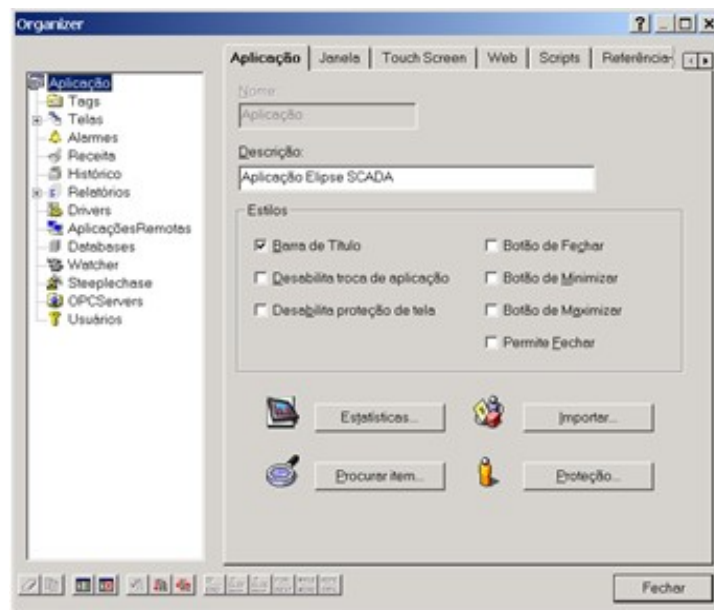 Organizer
Aplicação Janela Touch Screen Web Scripts Referência
Aplicação
Tags
Telas
Alarmes
Receita
Histórico
Relatórios
Drivers
AplicaçõesRemotas
Databases
Watcher
Steeplechase
OPCServers
Usuários
Nome
Aplicação
Descrição:
Aplicação Elipse SCADA
Estilos
Barra de Título
Desabilita troca de aplicação
Desabilita proteção de tela
Botão de Fechar
Botão de Minimizar
Botão de Maximizar
Permite Fechar
Estatísticas...
Importar...
Procurar item...
Proteção...
Fechar